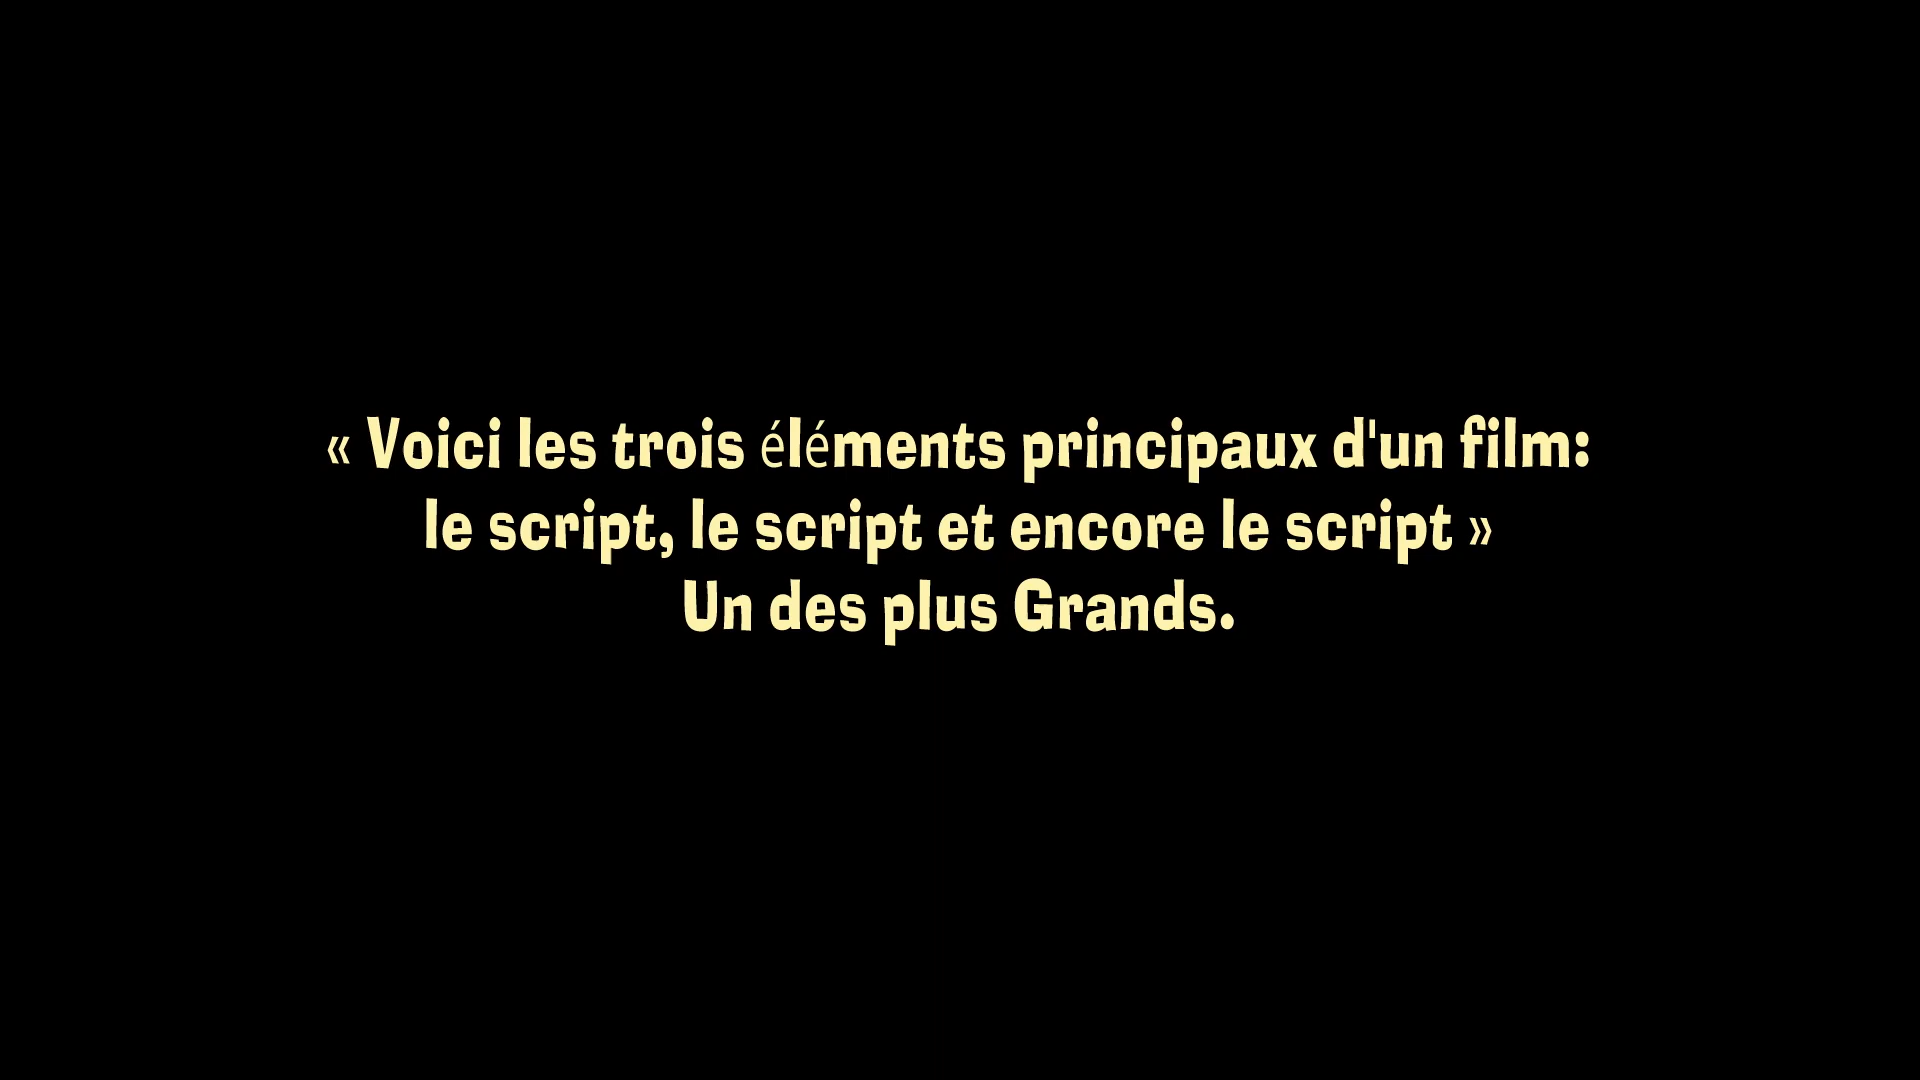 « Voici les trois éléments principaux d'un film:
le script, le script et encore le script »
Un des plus Grands.